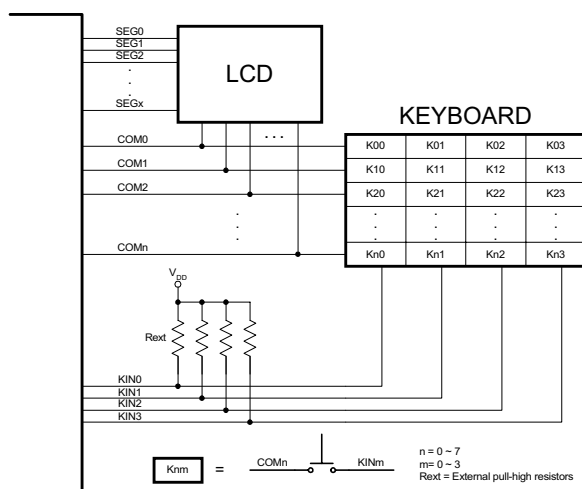 SEG0
SEG1
SEG2
SEGx
LCD
COM0
COM1
COM2
COMn
KEYBOARD
K00 K01 K02 K03
K10 K11 K12 K13
K20 K21 K22 K23
Kn0 Kn1 Kn2 Kn3
VDD
Rext
KIN0
KIN1
KIN2
KIN3
Knm = COMn KINm
n = 0 ~ 7
m= 0 ~ 3
Rext = External pull-high resistors